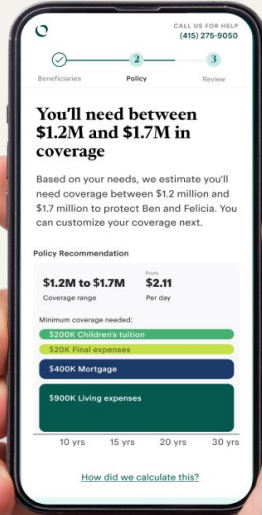 CALL US FOR HELP
(415) 275-9050
2
3
Beneficiaries
Policy
Review
You'll need between
$1.2M and $1.7M in
coverage
Based on your needs, we estimate you'll
need coverage between $1.2 million and
$1.7 million to protect Ben and Felicia. You
can customize your coverage next.
Policy Recommendation
From
$1.2M to $1.7M
$2.11
Coverage range
Per day
Minimum coverage needed:
$200K Children's tuition
$20K Final expenses
$400K Mortgage
$900K Living expenses
10 yrs
15 yrs
20 yrs
30 yrs
How did we calculate this?